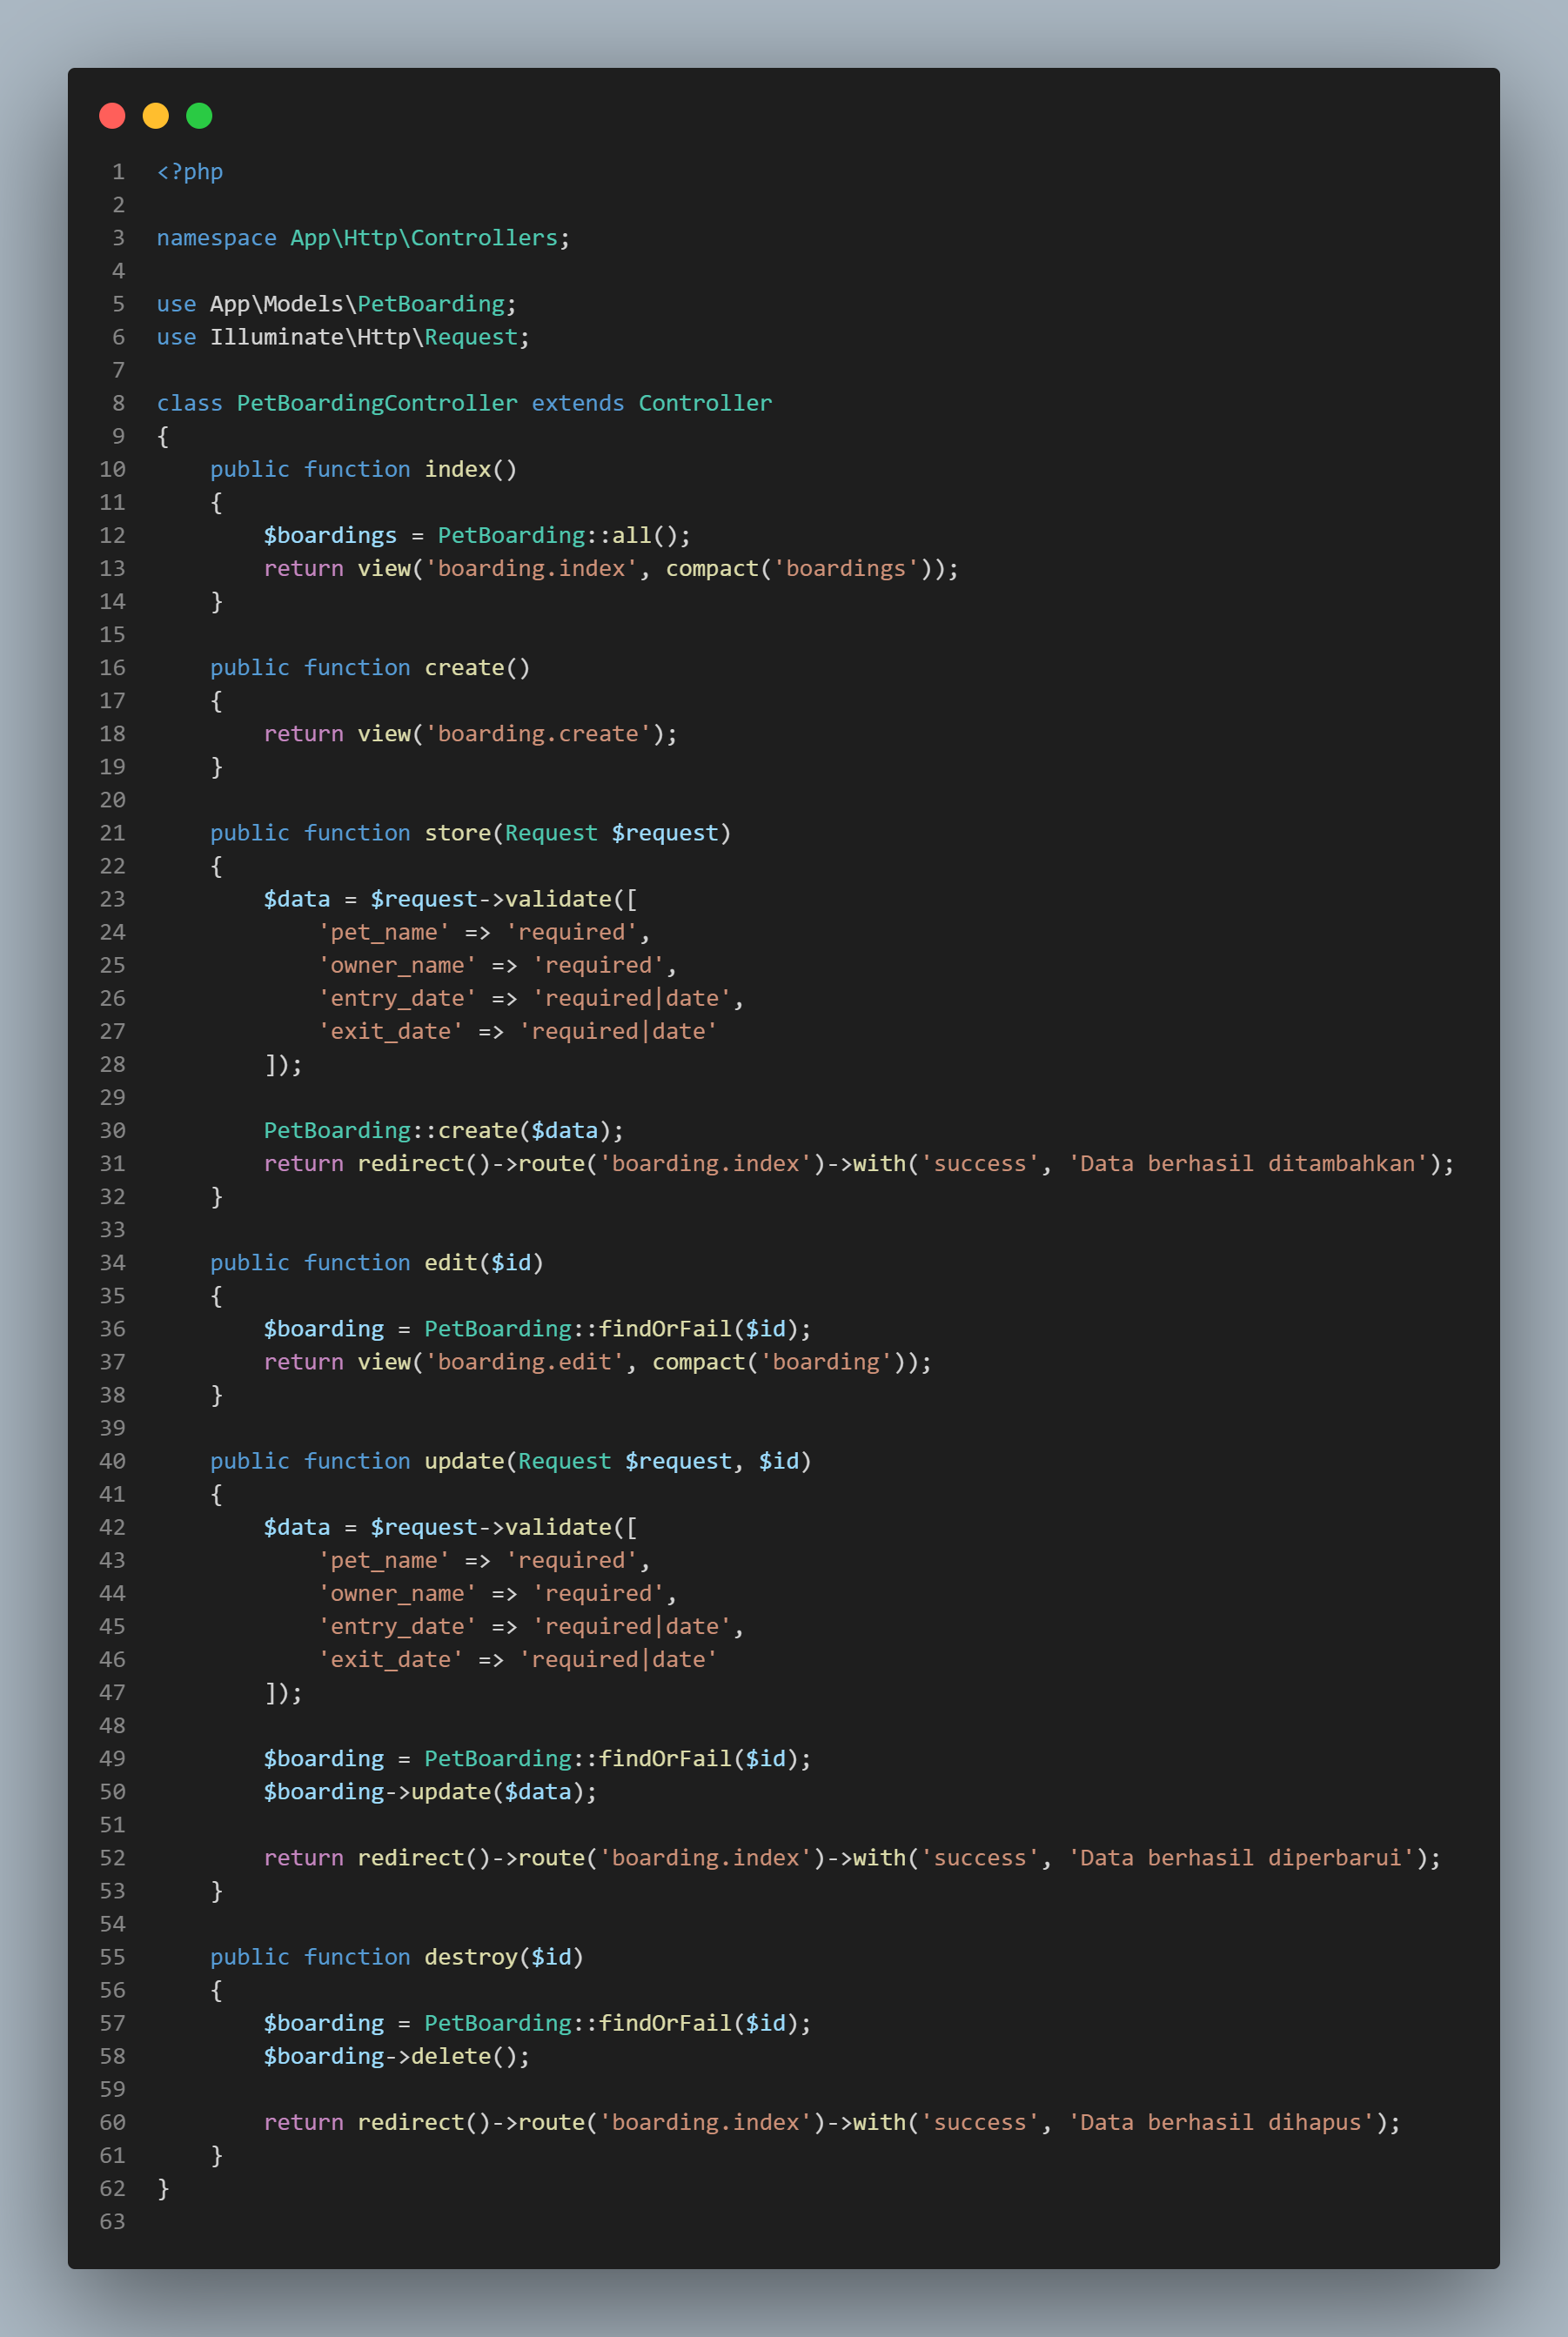 1 <?php
2
3 namespace App\Http\Controllers;
4
5 use App\Models\PetBoarding;
6 use Illuminate\Http\Request;
7
8 class PetBoardingController extends Controller
9 {
10     public function index()
11     {
12         $boardings = PetBoarding::all();
13         return view('boarding.index', compact('boardings'));
14     }
15
16     public function create()
17     {
18         return view('boarding.create');
19     }
20
21     public function store(Request $request)
22     {
23         $data = $request->validate([
24             'pet_name' => 'required',
25             'owner_name' => 'required',
26             'entry_date' => 'required|date',
27             'exit_date' => 'required|date'
28         ]);
29
30         PetBoarding::create($data);
31         return redirect()->route('boarding.index')->with('success', 'Data berhasil ditambahkan');
32     }
33
34     public function edit($id)
35     {
36         $boarding = PetBoarding::findOrFail($id);
37         return view('boarding.edit', compact('boarding'));
38     }
39
40     public function update(Request $request, $id)
41     {
42         $data = $request->validate([
43             'pet_name' => 'required',
44             'owner_name' => 'required',
45             'entry_date' => 'required|date',
46             'exit_date' => 'required|date'
47         ]);
48
49         $boarding = PetBoarding::findOrFail($id);
50         $boarding->update($data);
51
52         return redirect()->route('boarding.index')->with('success', 'Data berhasil diperbarui');
53     }
54
55     public function destroy($id)
56     {
57         $boarding = PetBoarding::findOrFail($id);
58         $boarding->delete();
59
60         return redirect()->route('boarding.index')->with('success', 'Data berhasil dihapus');
61     }
62 }
63